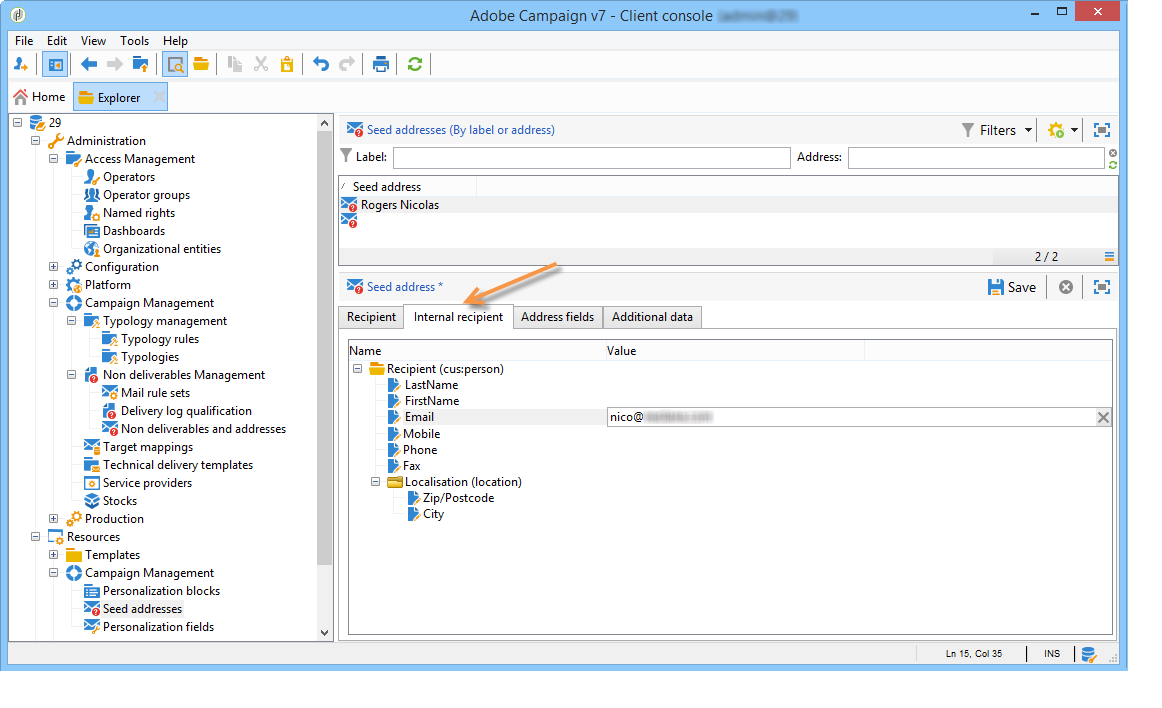 Adobe Campaign v7 - Client console
File Edit View Tools Help
Home Explorer
29
Administration
Access Management
Operators
Operator groups
Named rights
Dashboards
Organizational entities
Configuration
Platform
Campaign Management
Typology management
Typology rules
Typologies
Non deliverables Management
Mail rule sets
Delivery log qualification
Non deliverables and addresses
Target mappings
Technical delivery templates
Service providers
Stocks
Production
Resources
Templates
Campaign Management
Personalization blocks
Seed addresses
Personalization fields
Seed addresses (By label or address) Filters
Label: Address:
Seed address
Rogers Nicolas
2 / 2
Seed address * Save
Recipient Internal recipient Address fields Additional data
Name Value
Recipient (cus:person)
LastName
FirstName
Email nico@
Mobile
Phone
Fax
Localisation (location)
Zip/Postcode
City
Ln 15, Col 35 INS